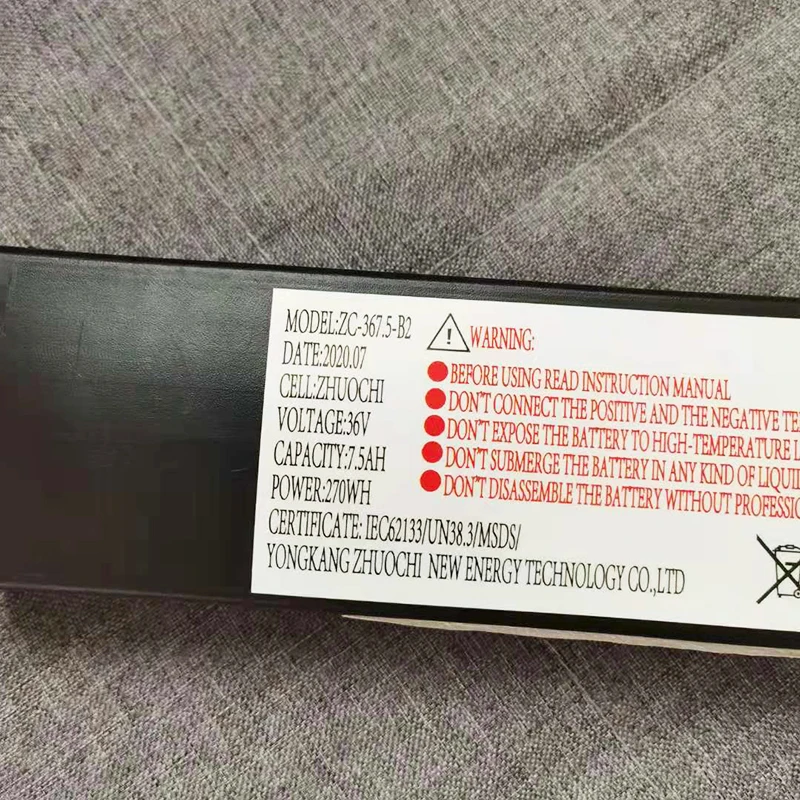 MODEL:ZC-367.5-B2
DATE:2020.07
CELL:ZHUOCHI
VOLTAGE:36V
CAPACITY:7.5AH
POWER:270WH
CERTIFICATE: IEC62133/UN38.3/MSDS/
YONGKANG ZHUOCHI NEW ENERGY TECHNOLOGY CO.,LTD
WARNING:
BEFORE USING READ INSTRUCTION MANUAL
DON'T CONNECT THE POSITIVE AND THE NEGATIVE
DON'T EXPOSE THE BATTERY TO HIGH-TEMPERATURE
DON'T SUBMERGE THE BATTERY IN ANY KIND OF
DON'T DISASSEMBLE THE BATTERY WITHOUT